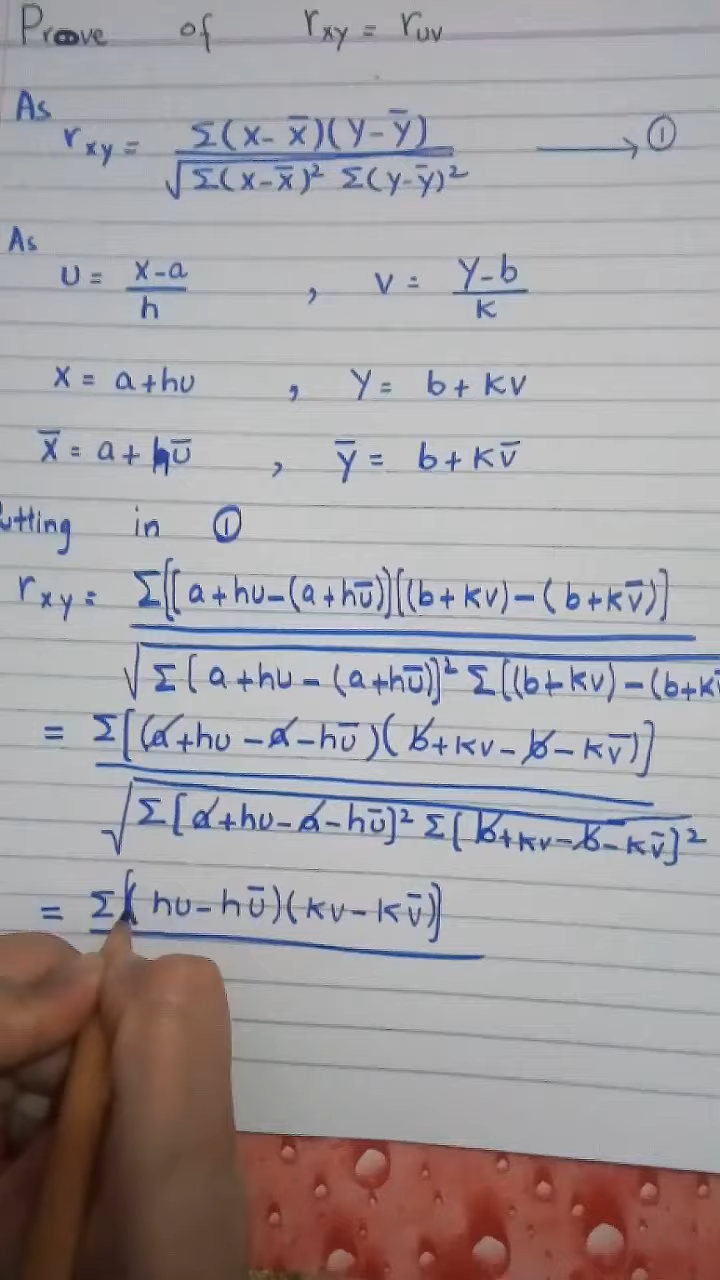 Proove of r_xy = r_uv
As
r_xy = Σ(x-x̄)(y-ȳ) / √Σ(x-x̄)² Σ(y-ȳ)² ⟶ ①
As
u = x-a / h , v = y-b / k
x = a+hu , y = b+kv
x̄ = a+hū , ȳ = b+kv̄
utting in ①
r_xy = Σ[[a+hu-(a+hū)][(b+kv)-(b+kv̄)]
√Σ[a+hu-(a+hū)]² Σ[(b+kv)-(b+k
= Σ[(a+hu-a-hū)(b+kv-b-kv̄)]
√Σ[a+hu-a-hū]² Σ[b+kv-b-kv̄]²
= Σ[(hu-hū)(kv-kv̄)]